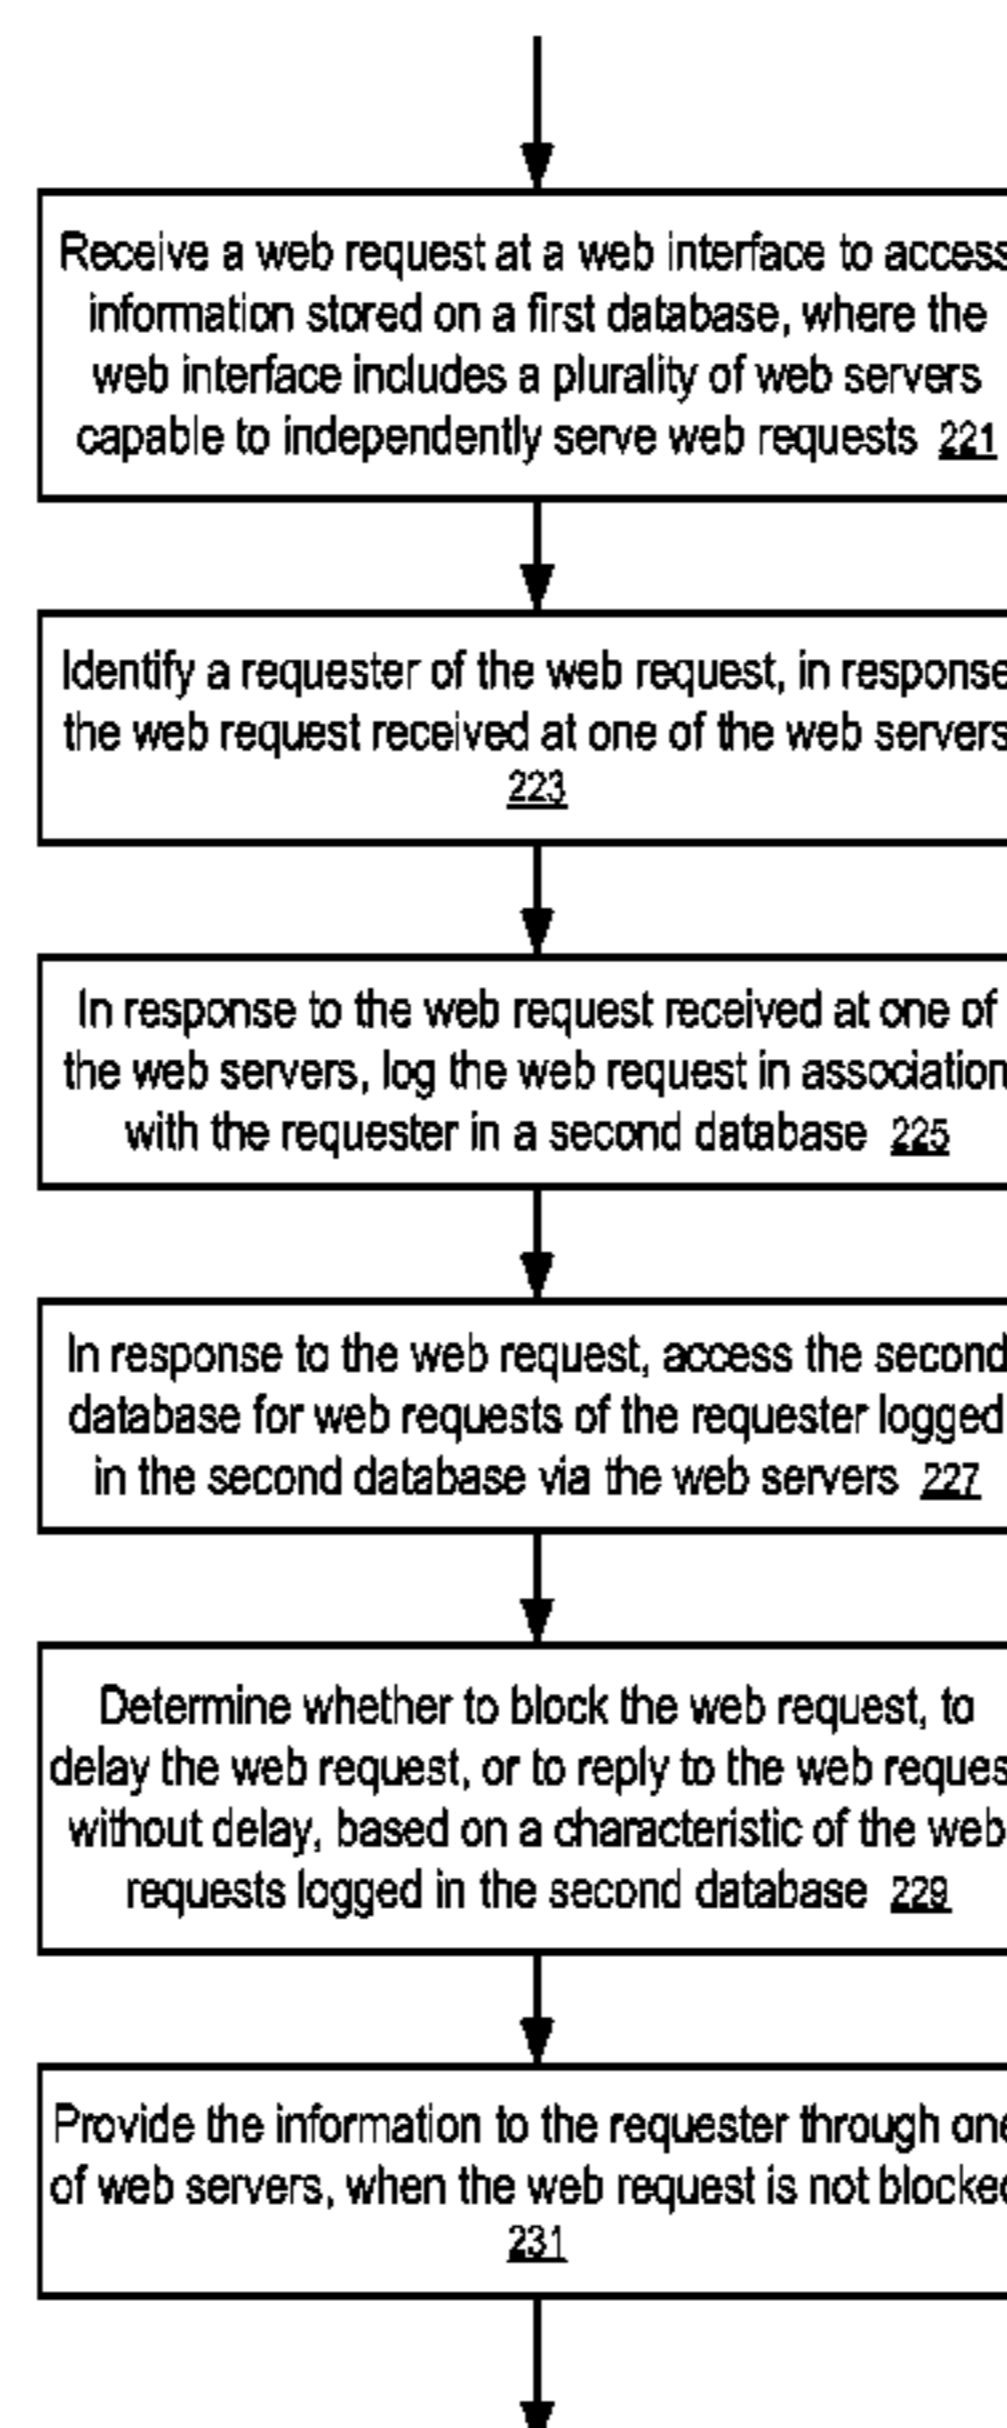 Receive a web request at a web interface to access
information stored on a first database, where the
web interface includes a plurality of web servers
capable to independently serve web requests 221
Identify a requester of the web request, in response
the web request received at one of the web servers
223
In response to the web request received at one of
the web servers, log the web request in association
with the requester in a second database 225
In response to the web request, access the second
database for web requests of the requester logged
in the second database via the web servers 227
Determine whether to block the web request, to
delay the web request, or to reply to the web reques
without delay, based on a characteristic of the web
requests logged in the second database 229
Provide the information to the requester through one
of web servers, when the web request is not blocked
231